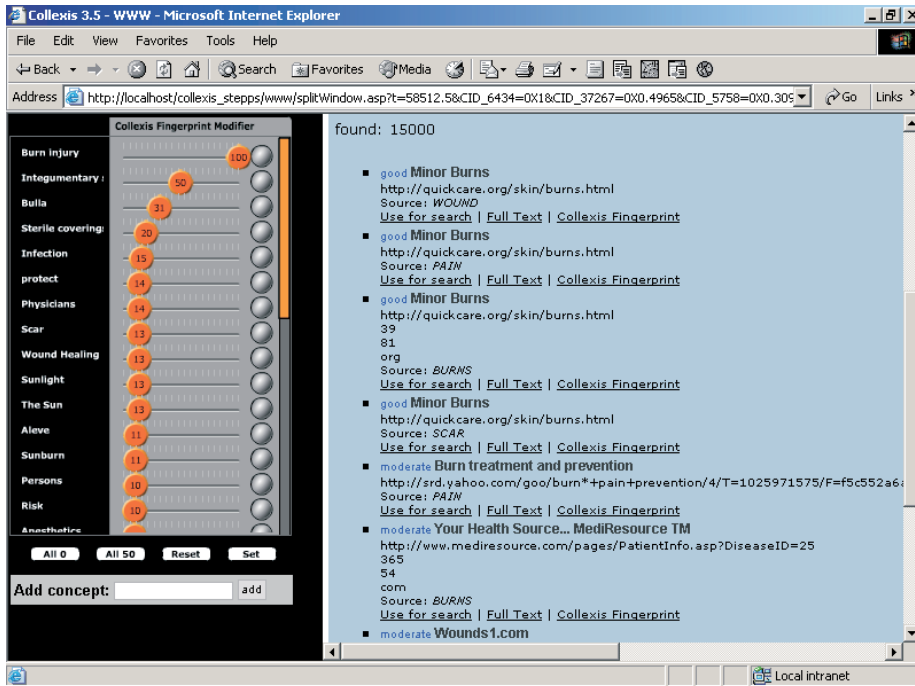 Collexis 3.5 - WWW - Microsoft Internet Explorer
File Edit View Favorites Tools Help
Back Search Favorites Media
Address http://localhost/collexis_stepps/www/splitWindow.asp?t=58512.5&CID_6434=0X1&CID_37267=0X0.4965&CID_5758=0X0.309 Go Links »
Collexis Fingerprint Modifier
Burn injury 100
Integumentary 50
Bulla 31
Sterile covering 20
Infection 15
protect 14
Physicians 14
Scar 13
Wound Healing 13
Sunlight 13
The Sun 13
Aleve 11
Sunburn 11
Persons 10
Risk 10
Anesthetics
All 0 All 50 Reset Set
Add concept: add
found: 15000
good Minor Burns
http://quickcare.org/skin/burns.html
Source: WOUND
Use for search | Full Text | Collexis Fingerprint
good Minor Burns
http://quickcare.org/skin/burns.html
Source: PAIN
Use for search | Full Text | Collexis Fingerprint
good Minor Burns
http://quickcare.org/skin/burns.html
39
81
org
Source: BURNS
Use for search | Full Text | Collexis Fingerprint
good Minor Burns
http://quickcare.org/skin/burns.html
Source: SCAR
Use for search | Full Text | Collexis Fingerprint
moderate Burn treatment and prevention
http://srd.yahoo.com/goo/burn*+pain+prevention/4/T=1025971575/F=f5c552a6
Source: PAIN
Use for search | Full Text | Collexis Fingerprint
moderate Your Health Source... MediResource TM
http://www.mediresource.com/pages/PatientInfo.asp?DiseaseID=25
365
54
com
Source: BURNS
Use for search | Full Text | Collexis Fingerprint
moderate Wounds1.com
Local intranet